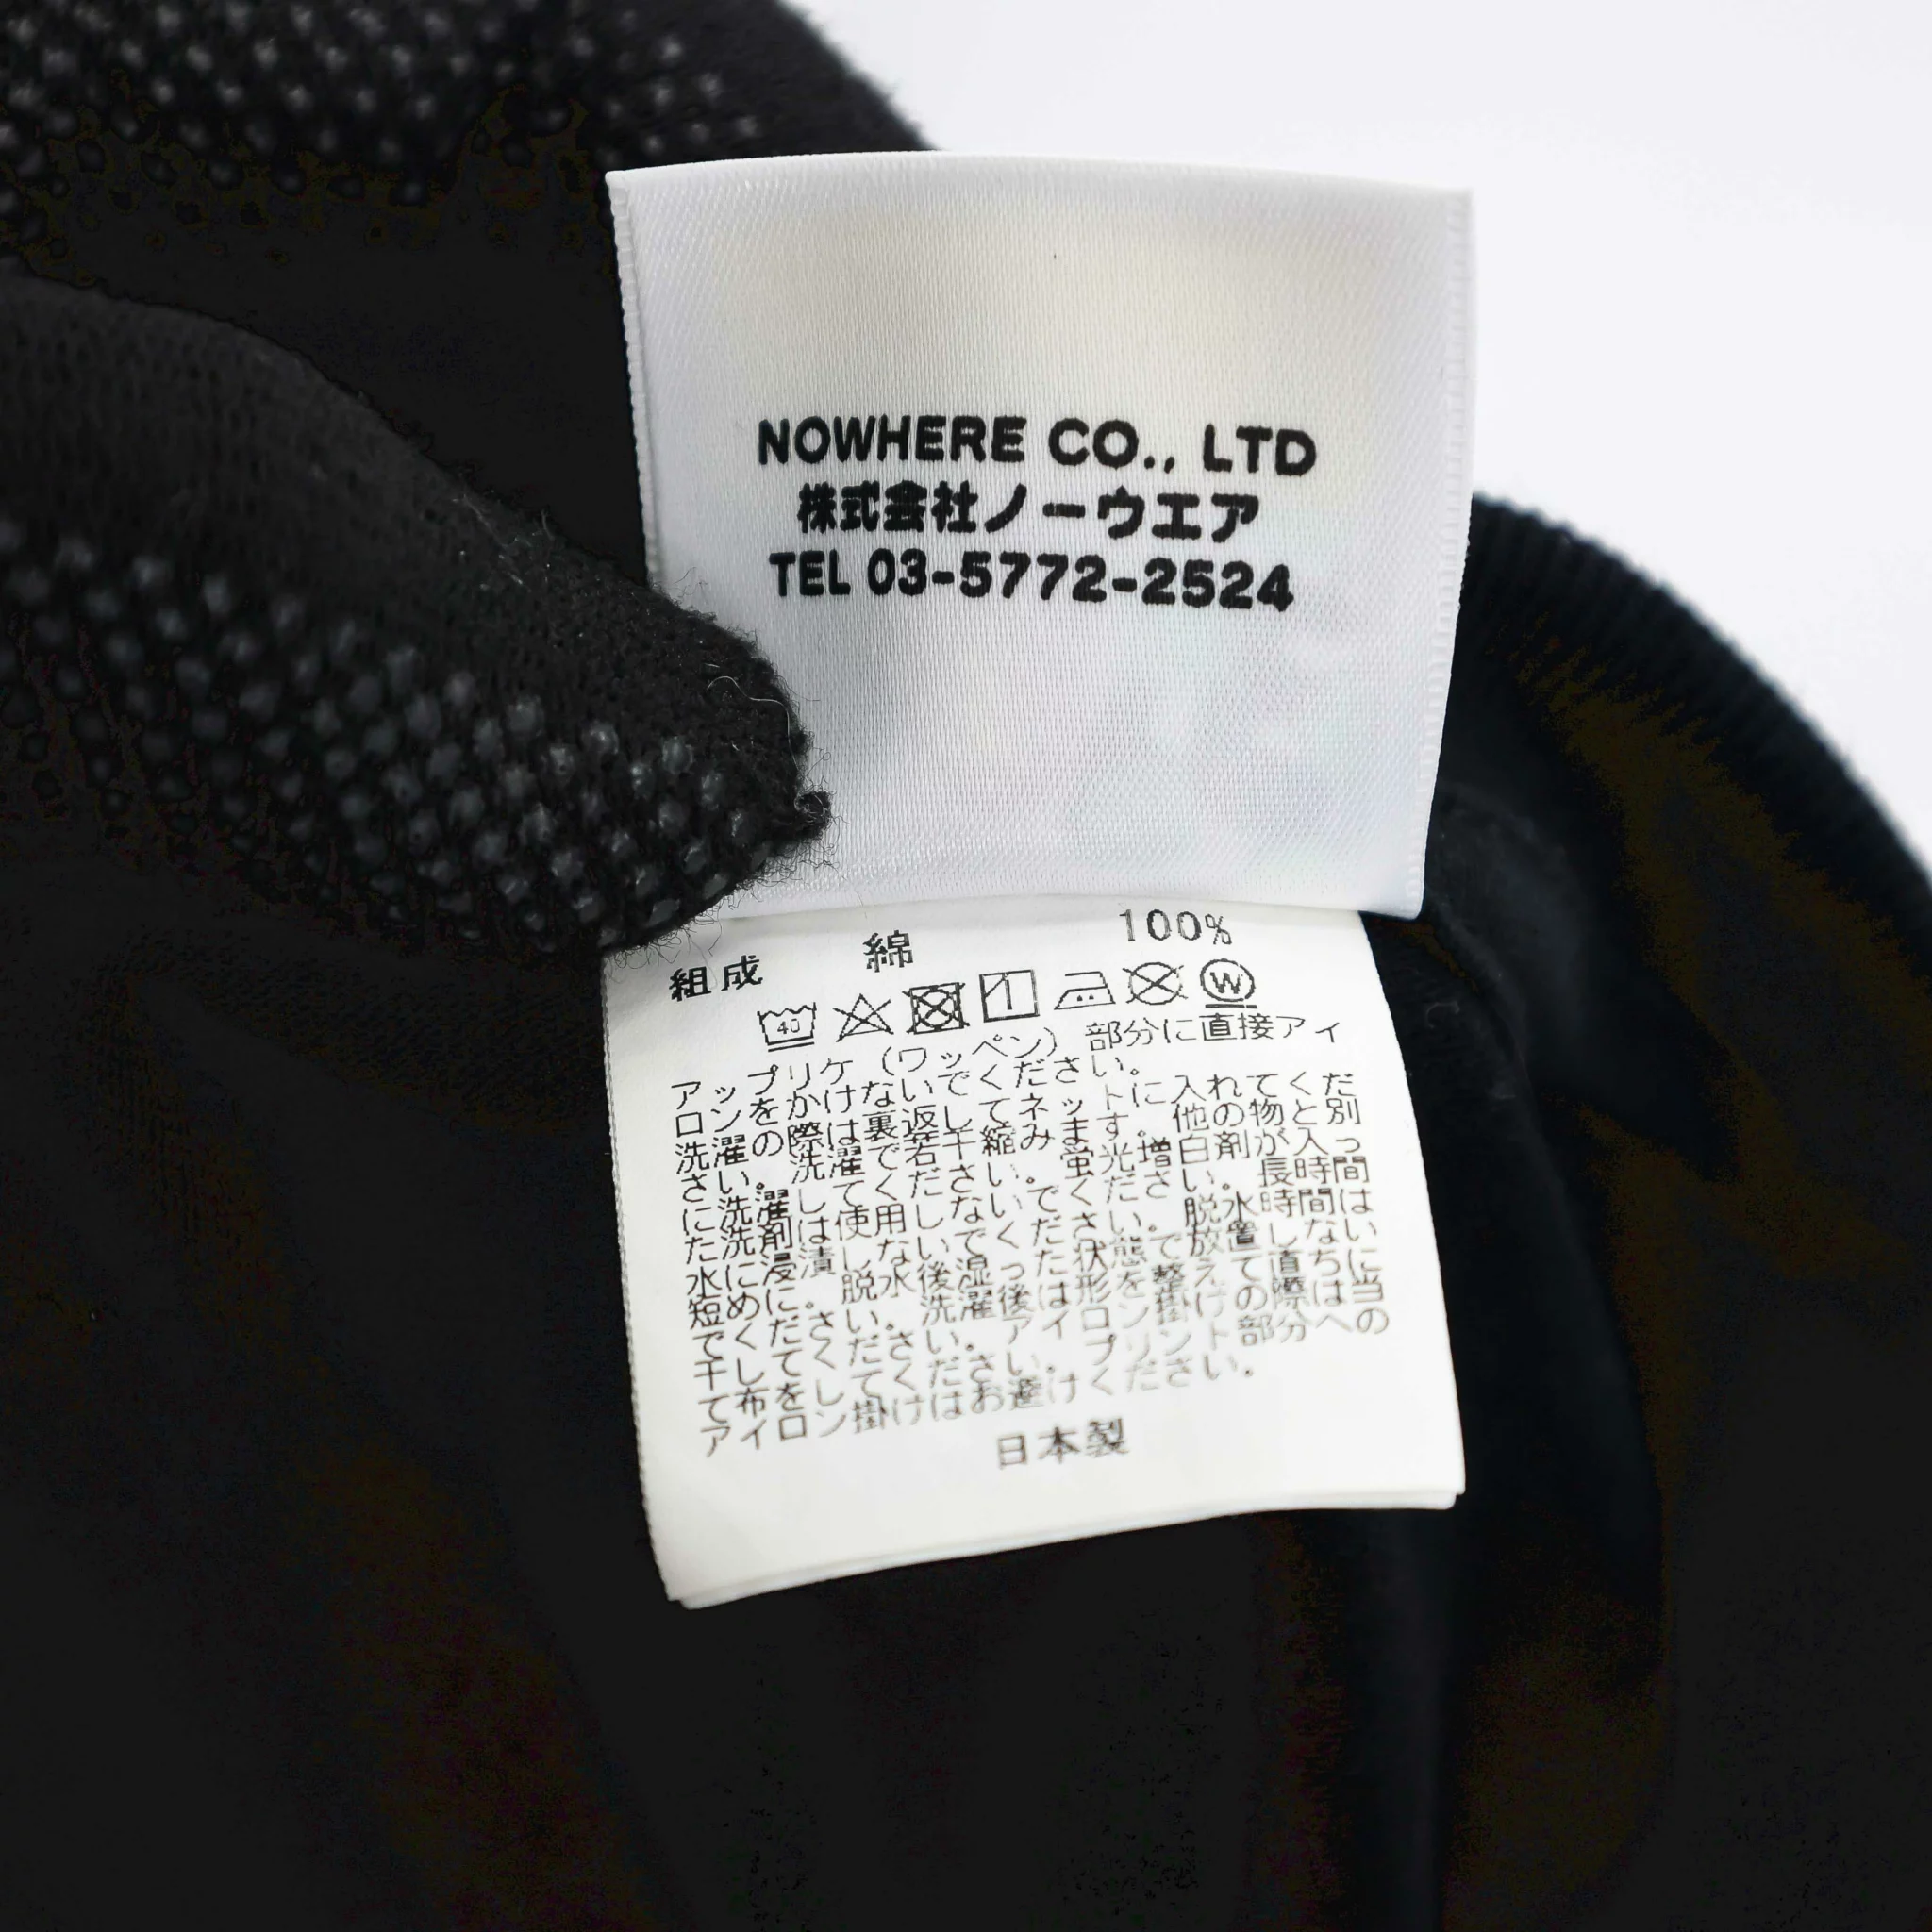 NOWHERE CO., LTD
株式会社ノーウエア
TEL 03-5772-2524
組成 綿 100%
40 W
アップリケ（ワッペン）部分に直接アイ
ロンをかけないでください。
洗濯の際は裏返してネットに入れてくだ
さい。洗濯で若干縮みます。他の物と別
に洗濯してください。蛍光増白剤が入っ
た洗剤は使用しないでください。長時間
水に浸漬しないでください。脱水時間は
短めに。脱水後湿った状態で放置しない
でください。洗濯後は形を整えて直ちに
干してください。アイロン掛けの際は当
て布をしてください。プリント部分への
アイロン掛けはお避けください。
日本製